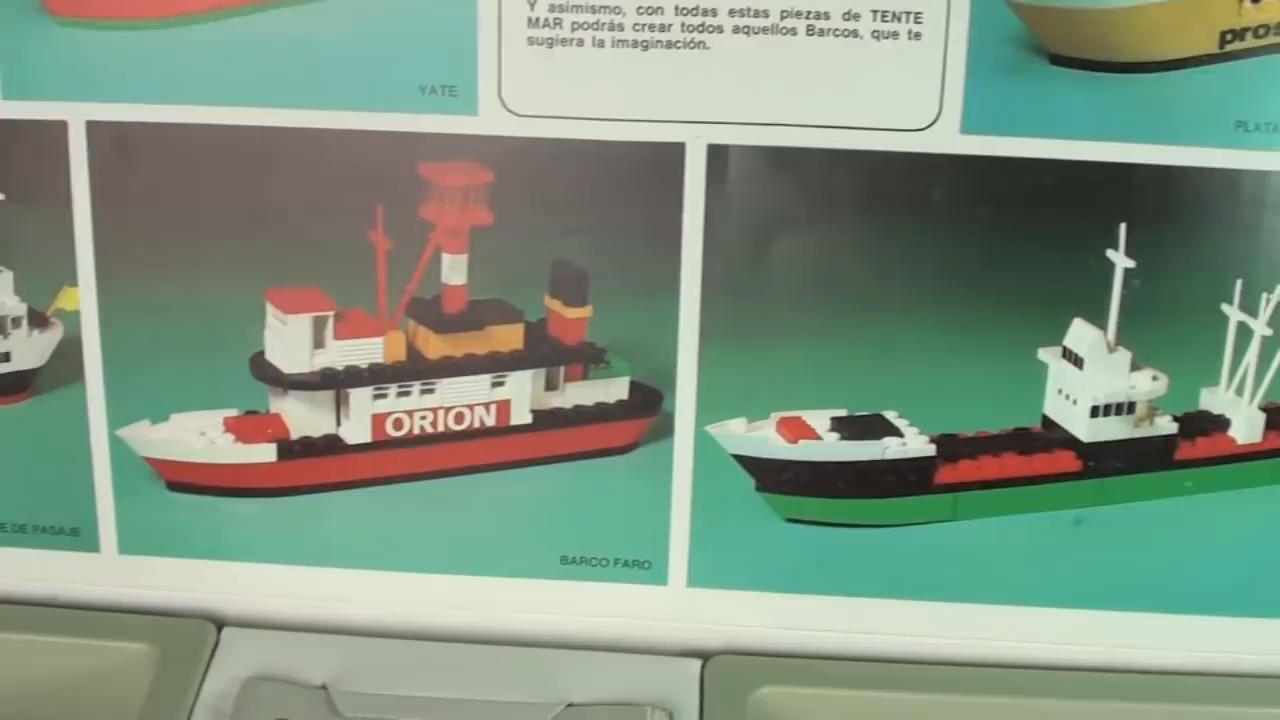 Y asimismo, con todas estas piezas de TENTE
MAR podrás crear todos aquellos Barcos, que te
sugiera la imaginación.
YATE
pros
PLATA
ORION
E DE PASAJE
BARCO FARO